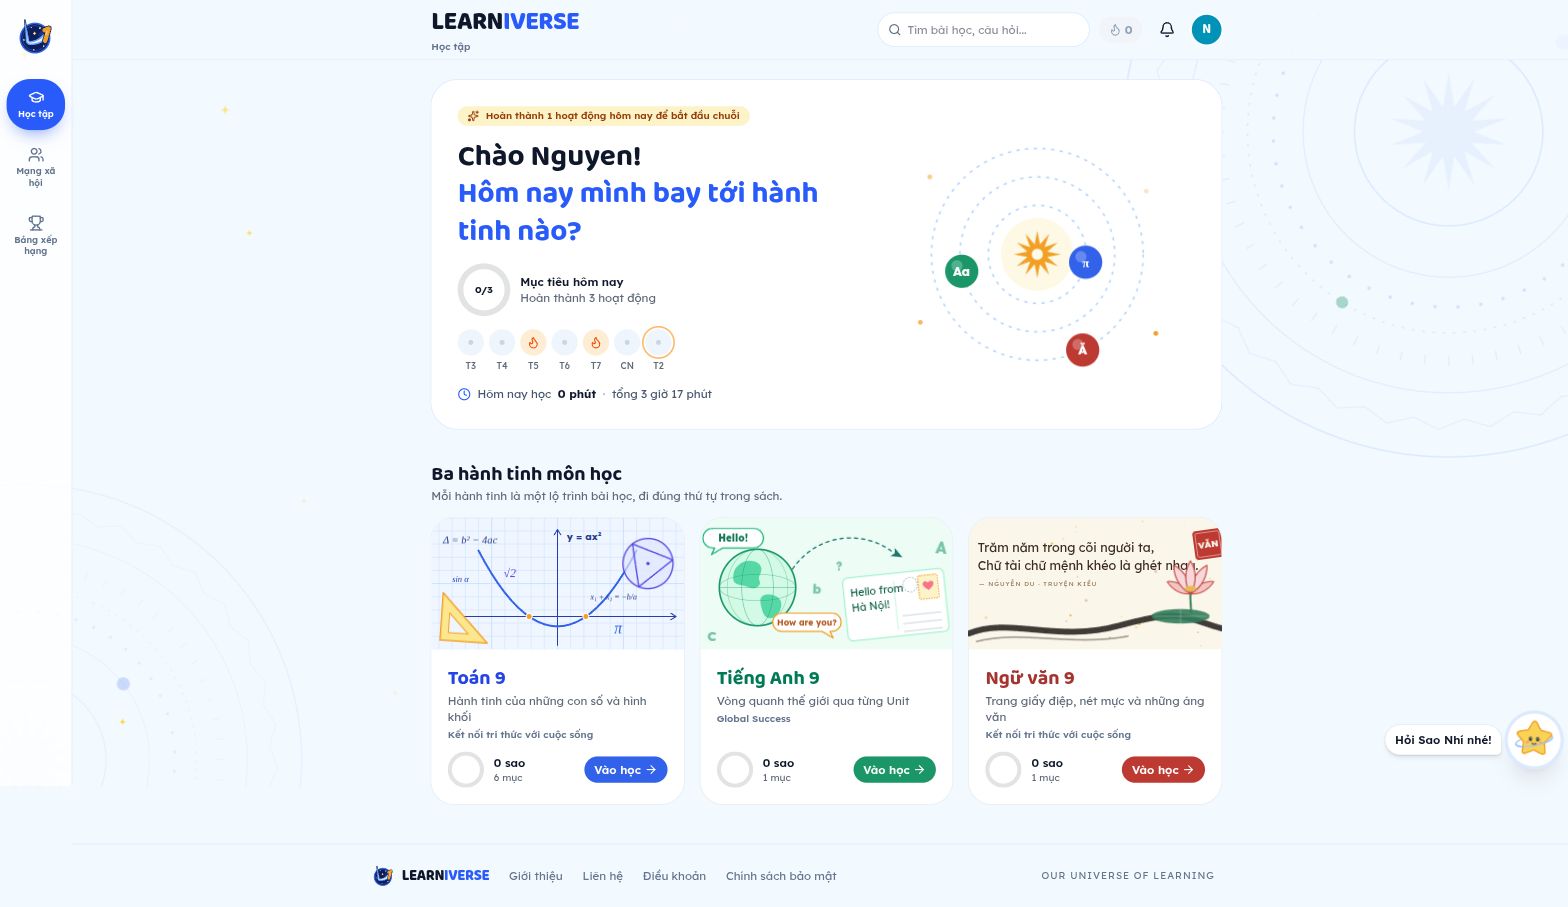 LEARNIVERSE
Học tập
Tìm bài học, câu hỏi...
0
N
Học tập
Mạng xã
hội
Bảng xếp
hạng
Hoàn thành 1 hoạt động hôm nay để bắt đầu chuỗi
Chào Nguyen!
Hôm nay mình bay tới hành
tinh nào?
0/3
Mục tiêu hôm nay
Hoàn thành 3 hoạt động
T3 T4 T5 T6 T7 CN T2
Hôm nay học 0 phút · tổng 3 giờ 17 phút
Aa
π
Ă
Ba hành tinh môn học
Mỗi hành tinh là một lộ trình bài học, đi đúng thứ tự trong sách.
Δ = b² − 4ac
y = ax²
sin α
√2
x₁ + x₂ = −b/a
π
Toán 9
Hành tinh của những con số và hình
khối
Kết nối tri thức với cuộc sống
0 sao
6 mục
Vào học
Hello!
A
?
b
Hello from
Hà Nội!
How are you?
C
Tiếng Anh 9
Vòng quanh thế giới qua từng Unit
Global Success
0 sao
1 mục
Vào học
VĂN
Trăm năm trong cõi người ta,
Chữ tài chữ mệnh khéo là ghét nhau.
— NGUYỄN DU · TRUYỆN KIỀU
Ngữ văn 9
Trang giấy điệp, nét mực và những áng
văn
Kết nối tri thức với cuộc sống
0 sao
1 mục
Vào học
Hỏi Sao Nhí nhé!
LEARNIVERSE
Giới thiệu
Liên hệ
Điều khoản
Chính sách bảo mật
OUR UNIVERSE OF LEARNING